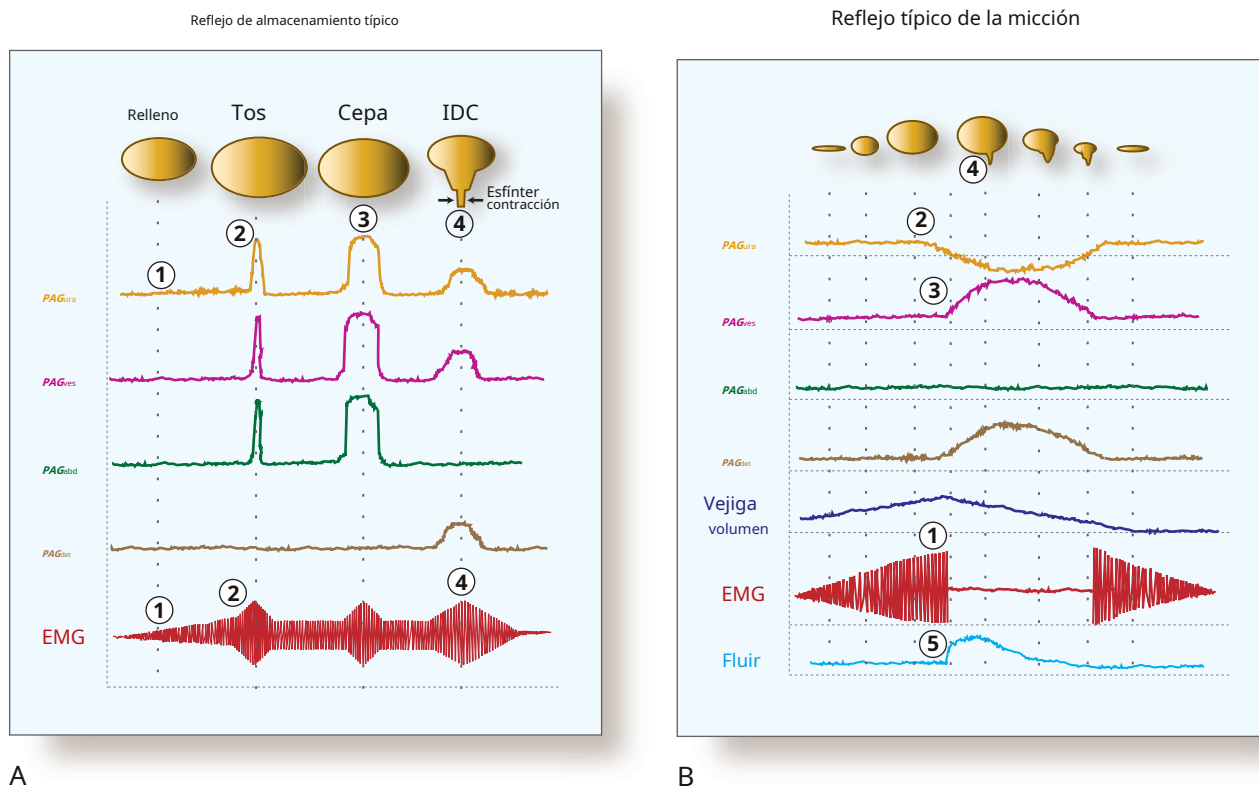 Reflejo de almacenamiento típico
Relleno Tos Cepa IDC
Esfínter
contracción
2 3 4
1
PAGura
PAGves
PAGabd
PAGdet
1 2 4
EMG
A
Reflejo típico de la micción
4
2
PAGura
3
PAGves
PAGabd
PAGdet
Vejiga
volumen
1
EMG
5
Fluir
B